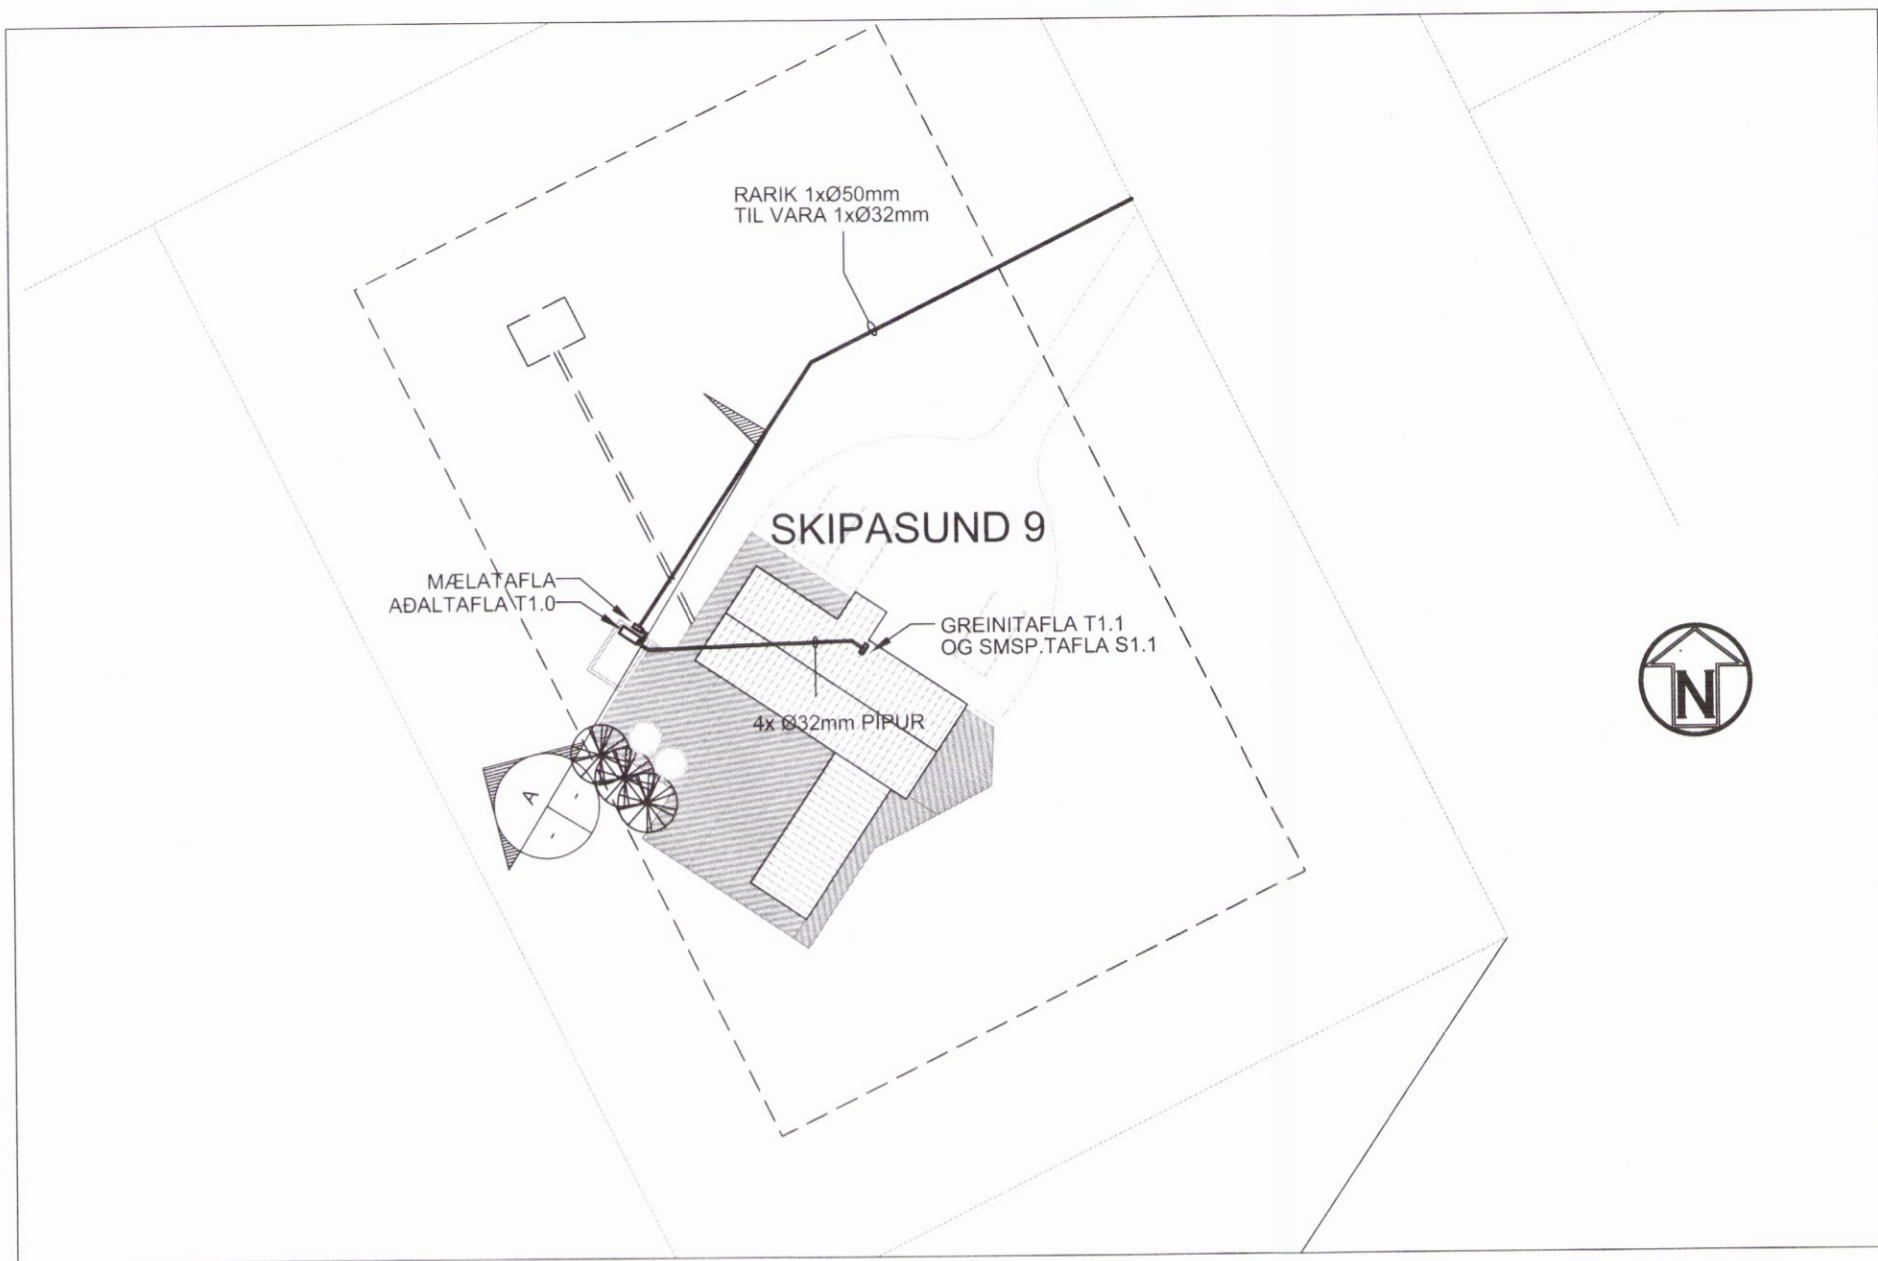 RARIK 1xØ50mm
TIL VARA 1xØ32mm
SKIPASUND 9
MÆLATAFLA
AÐALTAFLA T1.0
GREINITAFLA T1.1
OG SMSP.TAFLA S1.1
4x Ø32mm PÍPUR
N
A
-
-